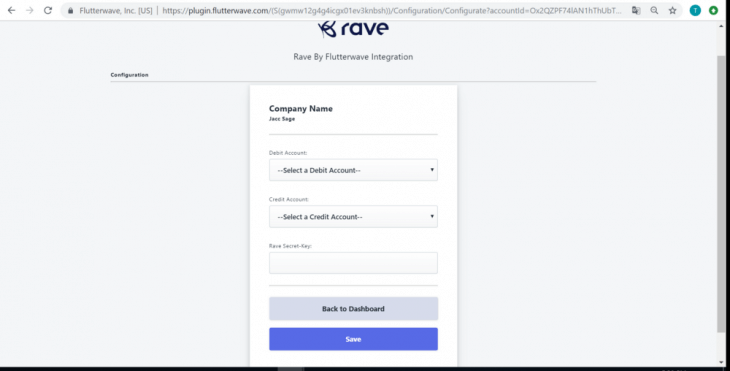 Flutterwave, Inc. [US] | https://plugin.flutterwave.com/(S(gwmw12g4g4icgx01ev3knbsh))/Configuration/Configurate?accountId=Ox2QZPF74lAN1hThUbT...
T
rave
Rave By Flutterwave Integration
Configuration
Company Name
Jacc Sage
Debit Account:
--Select a Debit Account--
Credit Account:
--Select a Credit Account--
Rave Secret-Key:
Back to Dashboard
Save